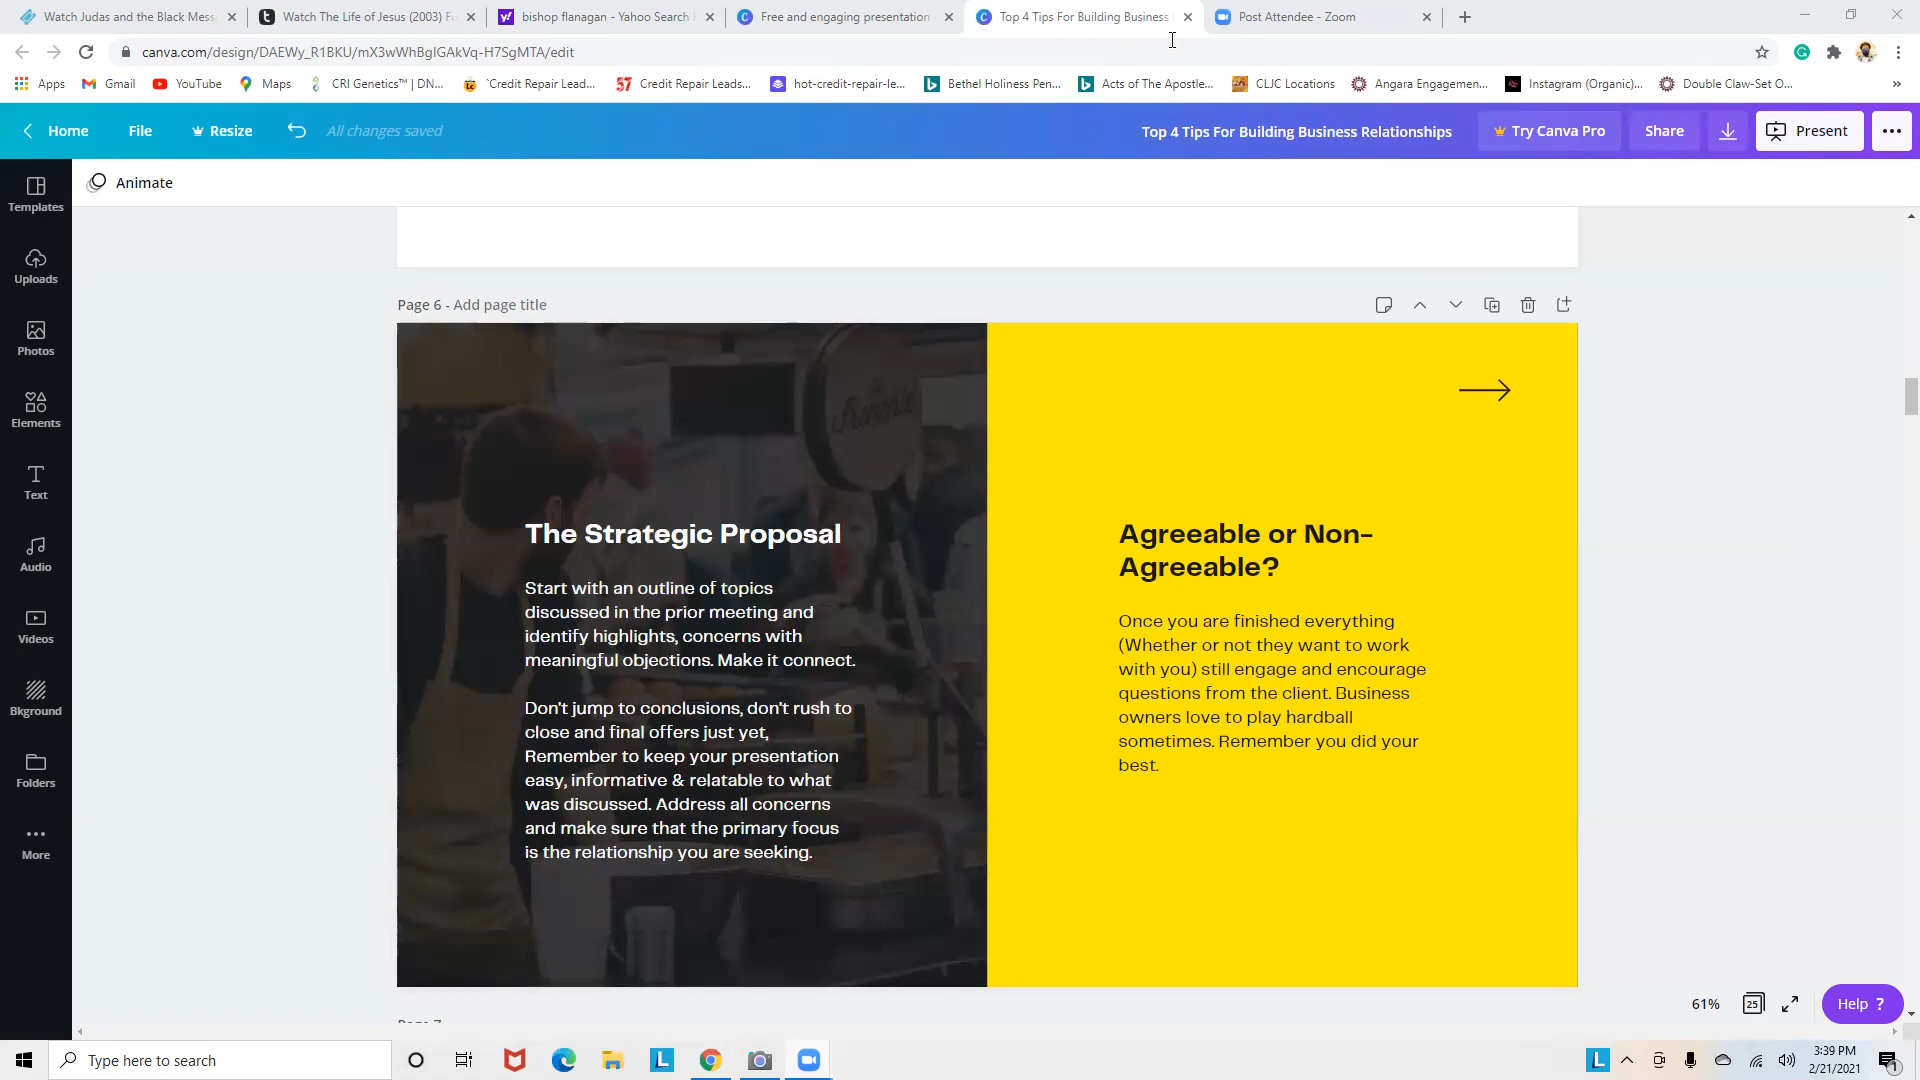 Watch Judas and the Black Mess
Watch The Life of Jesus (2003) Fu
bishop flanagan - Yahoo Search
Free and engaging presentation
Top 4 Tips For Building Business
Post Attendee - Zoom
canva.com/design/DAEWy_R1BKU/mX3wWhBglGAkVq-H7SgMTA/edit
Apps
Gmail
YouTube
Maps
CRI Genetics™ | DN...
`Credit Repair Lead...
Credit Repair Leads...
hot-credit-repair-le...
Bethel Holiness Pen...
Acts of The Apostle...
CLJC Locations
Angara Engagemen...
Instagram (Organic)...
Double Claw-Set O...
Home
File
Resize
All changes saved
Top 4 Tips For Building Business Relationships
Try Canva Pro
Share
Present
Animate
Templates
Uploads
Photos
Elements
Text
Audio
Videos
Bkground
Folders
More
Page 6 - Add page title
The Strategic Proposal
Start with an outline of topics
discussed in the prior meeting and
identify highlights, concerns with
meaningful objections. Make it connect.
Don't jump to conclusions, don't rush to
close and final offers just yet,
Remember to keep your presentation
easy, informative & relatable to what
was discussed. Address all concerns
and make sure that the primary focus
is the relationship you are seeking.
Agreeable or Non-
Agreeable?
Once you are finished everything
(Whether or not they want to work
with you) still engage and encourage
questions from the client. Business
owners love to play hardball
sometimes. Remember you did your
best.
61%
25
Help ?
Type here to search
3:39 PM
2/21/2021
1